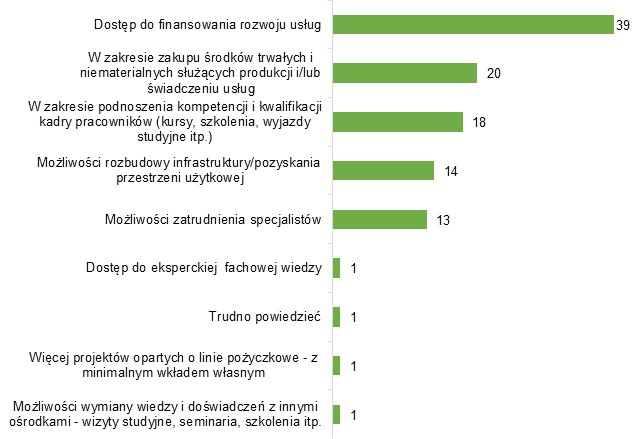 Dostęp do finansowania rozwoju usług
39
W zakresie zakupu środków trwałych i
niematerialnych służących produkcji i/lub
świadczeniu usług
20
W zakresie podnoszenia kompetencji i kwalifikacji
kadry pracowników (kursy, szkolenia, wyjazdy
studyjne itp.)
18
Możliwości rozbudowy infrastruktury/pozyskania
przestrzeni użytkowej
14
Możliwości zatrudnienia specjalistów
13
Dostęp do eksperckiej fachowej wiedzy
1
Trudno powiedzieć
1
Więcej projektów opartych o linie pożyczkowe - z
minimalnym wkładem własnym
1
Możliwości wymiany wiedzy i doświadczeń z innymi
ośrodkami - wizyty studyjne, seminaria, szkolenia itp.
1